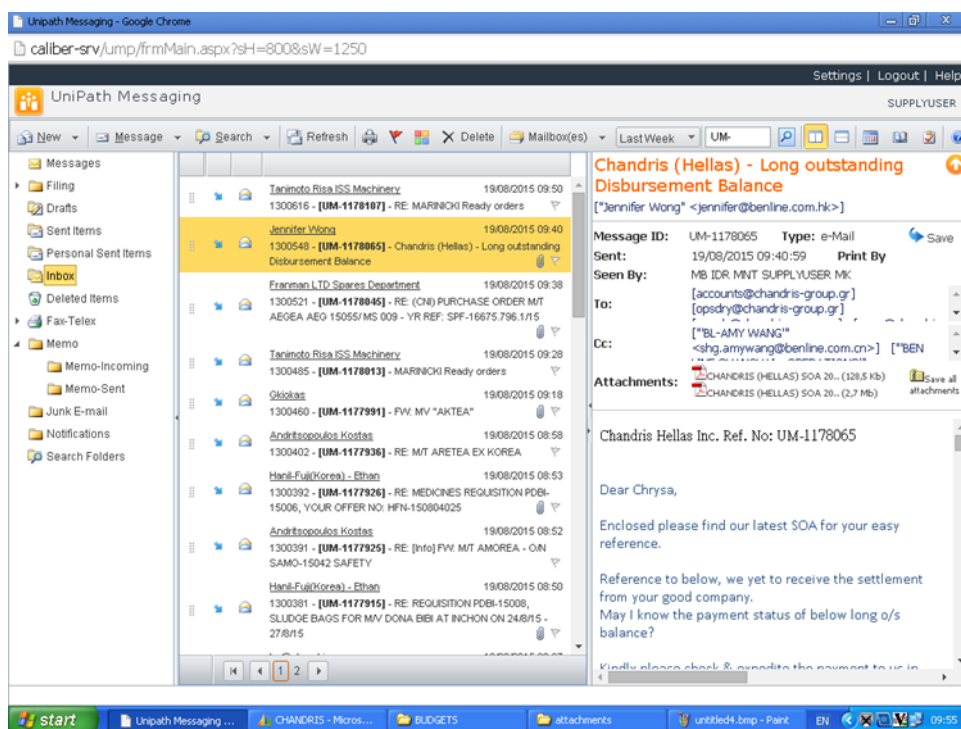 Unipath Messaging - Google Chrome
caliber-srv/ump/frmMain.aspx?sH=800&sW=1250
Settings | Logout | Help
UniPath Messaging
SUPPLYUSER
New Message Search Refresh Delete Mailbox(es) Last Week UM-
Messages
Filing
Drafts
Sent Items
Personal Sent Items
Inbox
Deleted Items
Fax-Telex
Memo
Memo-Incoming
Memo-Sent
Junk E-mail
Notifications
Search Folders
Tanimoto Risa ISS Machinery 19/08/2015 09:50
1300616 - [UM-1178107] - RE: MARINICKI Ready orders
Jennifer Wong 19/08/2015 09:40
1300548 - [UM-1178065] - Chandris (Hellas) - Long outstanding
Disbursement Balance
Franman LTD Spares Department 19/08/2015 09:38
1300521 - [UM-1178045] - RE: (CNI) PURCHASE ORDER M/T
AEGEA AEG 15055/ MS 009 - YR REF: SPF-16675.796.1/15
Tanimoto Risa ISS Machinery 19/08/2015 09:28
1300485 - [UM-1178013] - MARINICKI Ready orders
Gkiokas 19/08/2015 09:18
1300460 - [UM-1177991] - FW: MV "AKTEA"
Andritsopoulos Kostas 19/08/2015 08:58
1300402 - [UM-1177936] - RE: M/T ARETEA EX KOREA
Hanil-Fuji(Korea) - Ethan 19/08/2015 08:53
1300392 - [UM-1177926] - RE: MEDICINES REQUISITION PDBI-
15006, YOUR OFFER NO: HFN-150804025
Andritsopoulos Kostas 19/08/2015 08:52
1300391 - [UM-1177925] - RE: [Info] FW: M/T AMOREA - O/N
SAMO-15042 SAFETY
Hanil-Fuji(Korea) - Ethan 19/08/2015 08:50
1300381 - [UM-1177915] - RE: REQUISITION PDBI-15008,
SLUDGE BAGS FOR M/V DONA BIBI AT INCHON ON 24/8/15 -
27/8/15
1 2
Chandris (Hellas) - Long outstanding
Disbursement Balance
["Jennifer Wong" <jennifer@benline.com.hk>]
Message ID: UM-1178065 Type: e-Mail Save
Sent: 19/08/2015 09:40:59 Print By
Seen By: MB IDR MNT SUPPLYUSER MK
To: [accounts@chandris-group.gr]
[opsdry@chandris-group.gr]
Cc: ["BL-AMY WANG'"
<shg.amywang@benline.com.cn>] ["BEN
Attachments: CHANDRIS (HELLAS) SOA 20... (128,5 Kb)
CHANDRIS (HELLAS) SOA 20... (2,7 Mb)
Save all
attachments
Chandris Hellas Inc. Ref. No: UM-1178065
Dear Chrysa,
Enclosed please find our latest SOA for your easy
reference.
Reference to below, we yet to receive the settlement
from your good company.
May I know the payment status of below long o/s
balance?
Kindly please check & expedite the payment to us in
start Unipath Messaging ... CHANDRIS - Micros... BUDGETS attachments untitled4.bmp - Paint EN 09:55